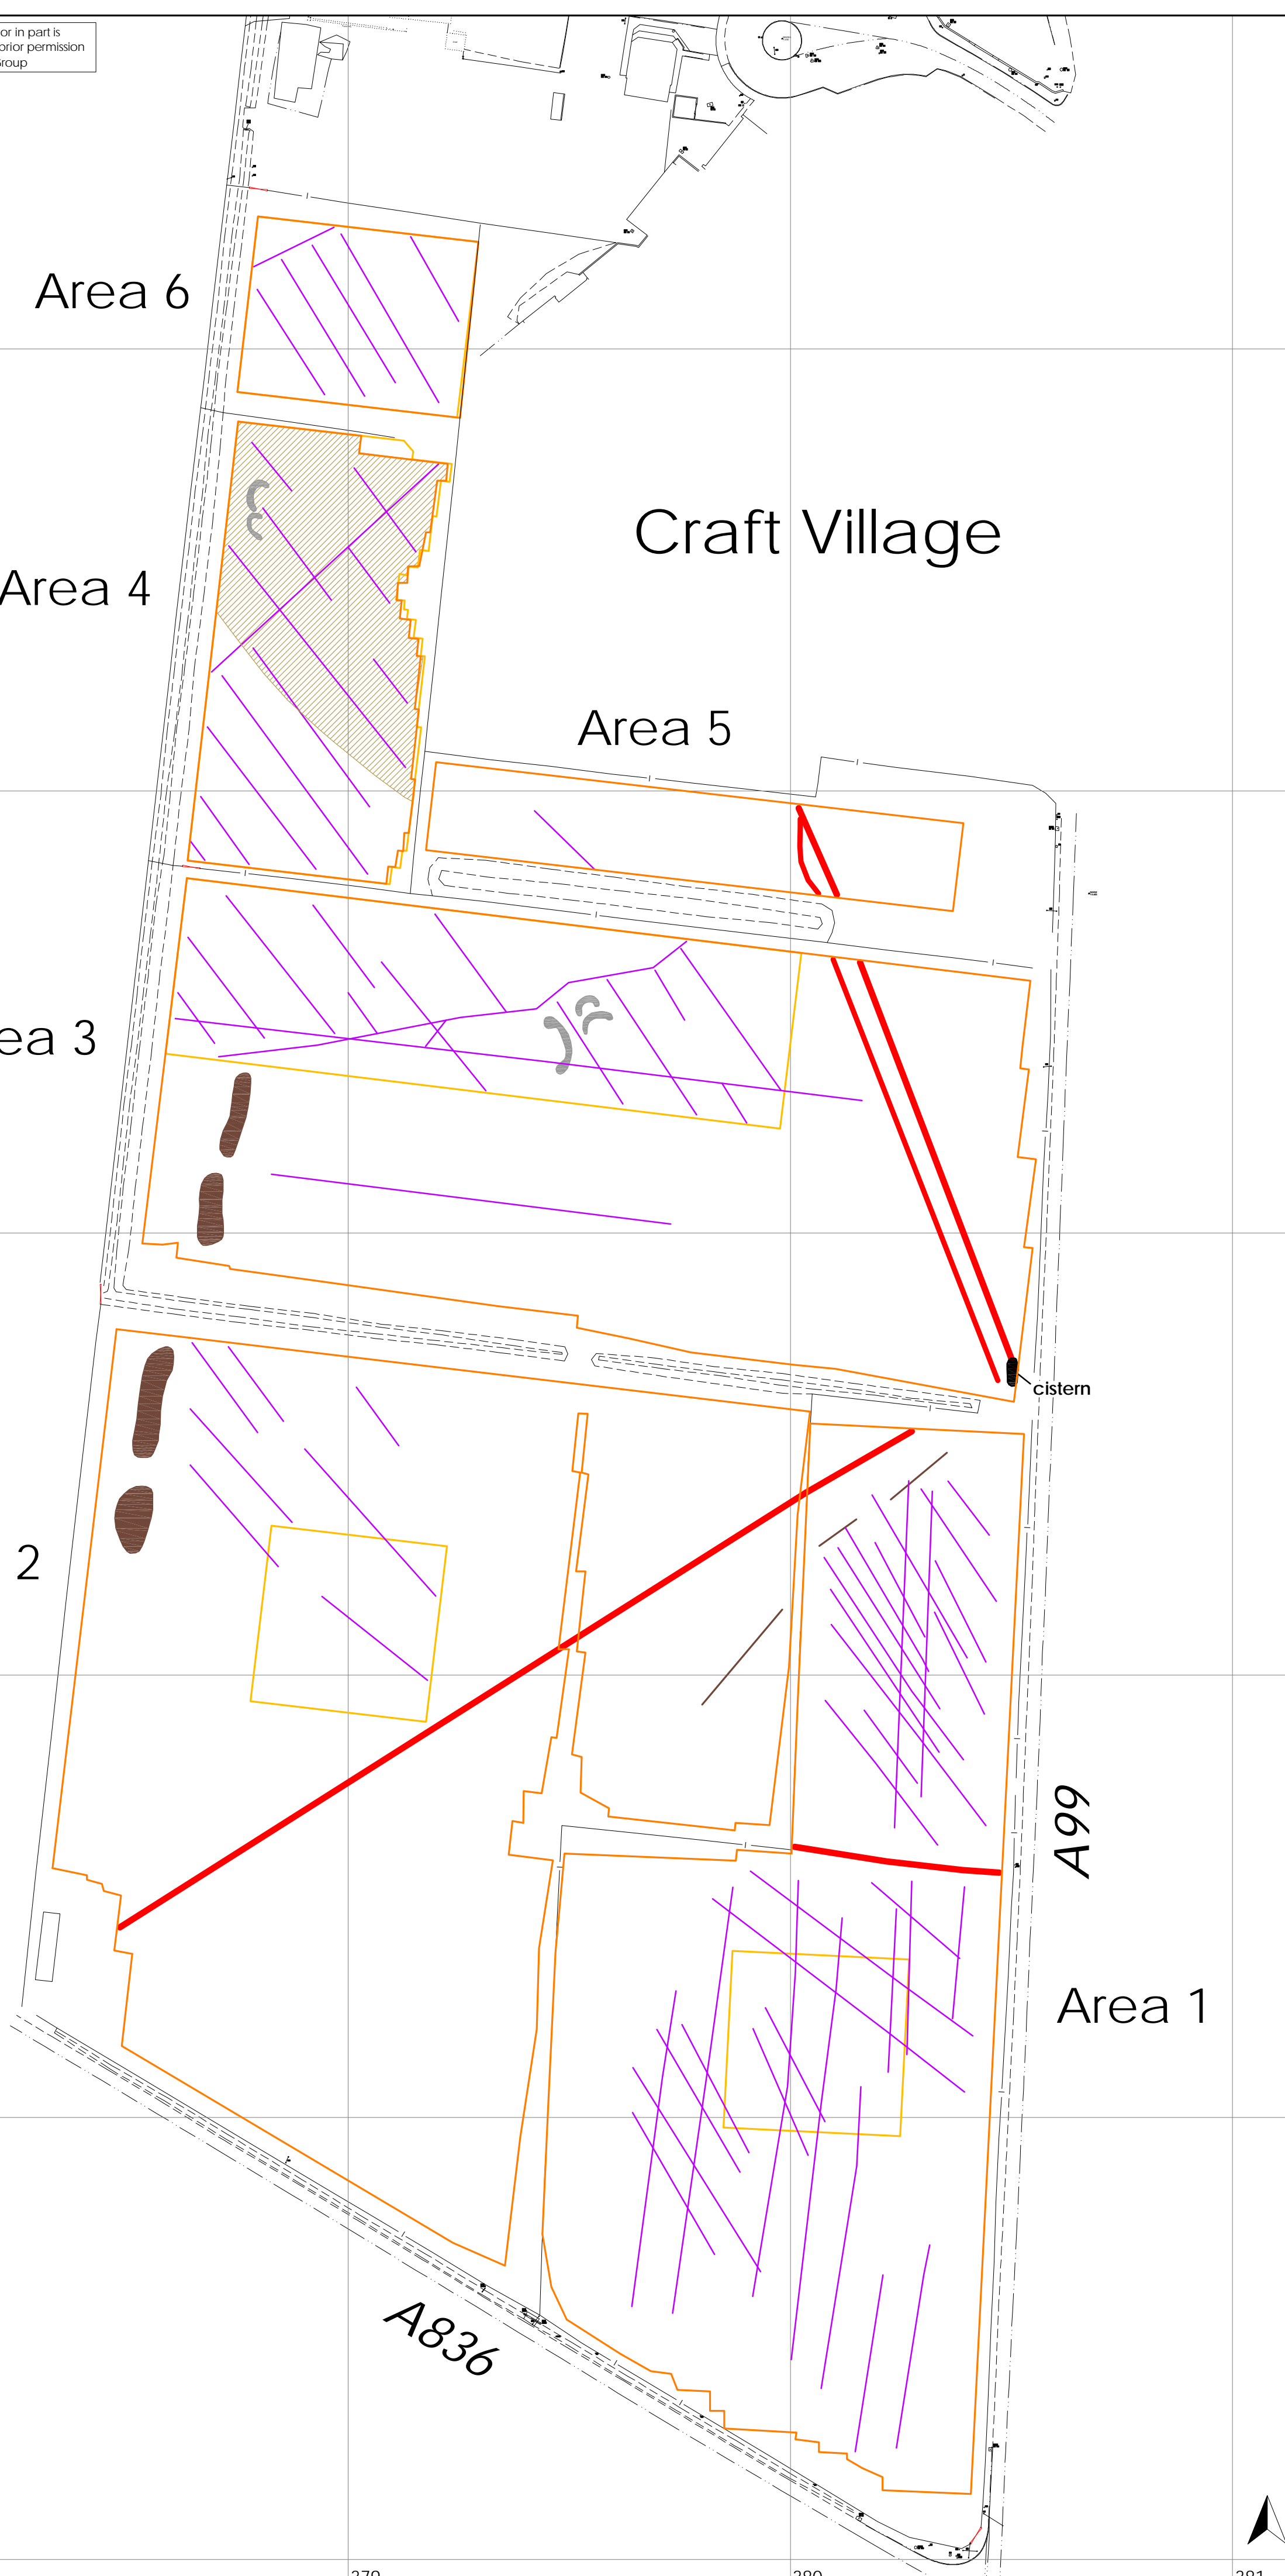 or in part is
prior permission
Group
Area 6
Craft Village
Area 4
Area 5
ea 3
cistern
2
A99
Area 1
A836